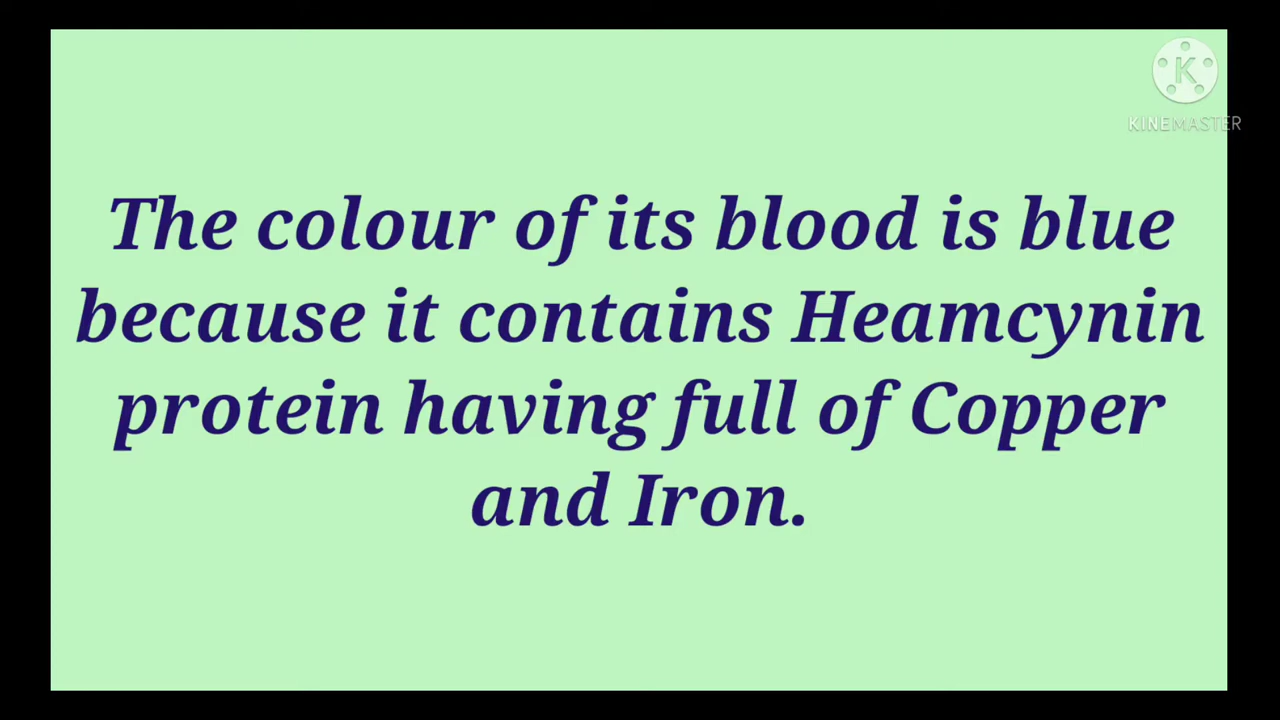 KINEMASTER
The colour of its blood is blue
because it contains Heamcynin
protein having full of Copper
and Iron.